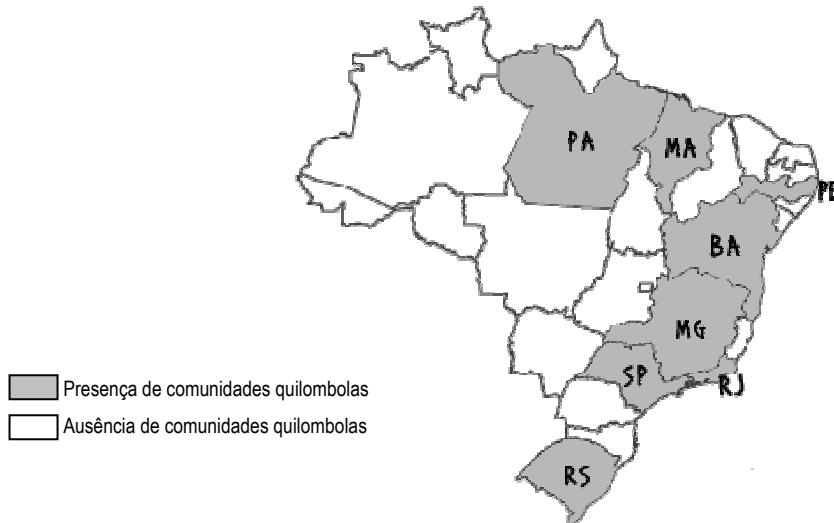 PA
MA
PE
BA
MG
SP
RJ
RS
Presença de comunidades quilombolas
Ausência de comunidades quilombolas